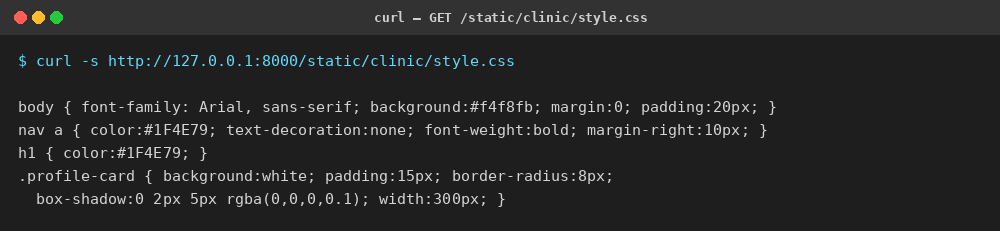 curl — GET /static/clinic/style.css
$ curl -s http://127.0.0.1:8000/static/clinic/style.css
body { font-family: Arial, sans-serif; background:#f4f8fb; margin:0; padding:20px; }
nav a { color:#1F4E79; text-decoration:none; font-weight:bold; margin-right:10px; }
h1 { color:#1F4E79; }
.profile-card { background:white; padding:15px; border-radius:8px;
  box-shadow:0 2px 5px rgba(0,0,0,0.1); width:300px; }